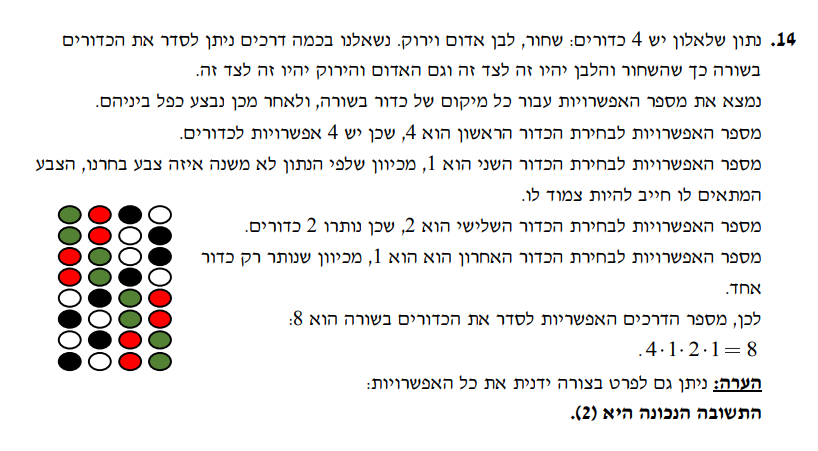 14. נתון שלאלון יש 4 כדורים: שחור, לבן אדום וירוק. נשאלנו בכמה דרכים ניתן לסדר את הכדורים
בשורה כך שהשחור והלבן יהיו זה לצד זה וגם האדום והירוק יהיו זה לצד זה.
נמצא את מספר האפשרויות עבור כל מיקום של כדור בשורה, ולאחר מכן נבצע כפל ביניהם.
מספר האפשרויות לבחירת הכדור הראשון הוא 4, שכן יש 4 אפשרויות לכדורים.
מספר האפשרויות לבחירת הכדור השני הוא 1, מכיוון שלפי הנתון לא משנה איזה צבע בחרנו, הצבע
המתאים לו חייב להיות צמוד לו.
מספר האפשרויות לבחירת הכדור השלישי הוא 2, שכן נותרו 2 כדורים.
מספר האפשרויות לבחירת הכדור האחרון הוא הוא 1, מכיוון שנותר רק כדור
אחד.
לכן, מספר הדרכים האפשריות לסדר את הכדורים בשורה הוא 8:
4·1·2·1=8.
הערה: ניתן גם לפרט בצורה ידנית את כל האפשרויות:
התשובה הנכונה היא (2).